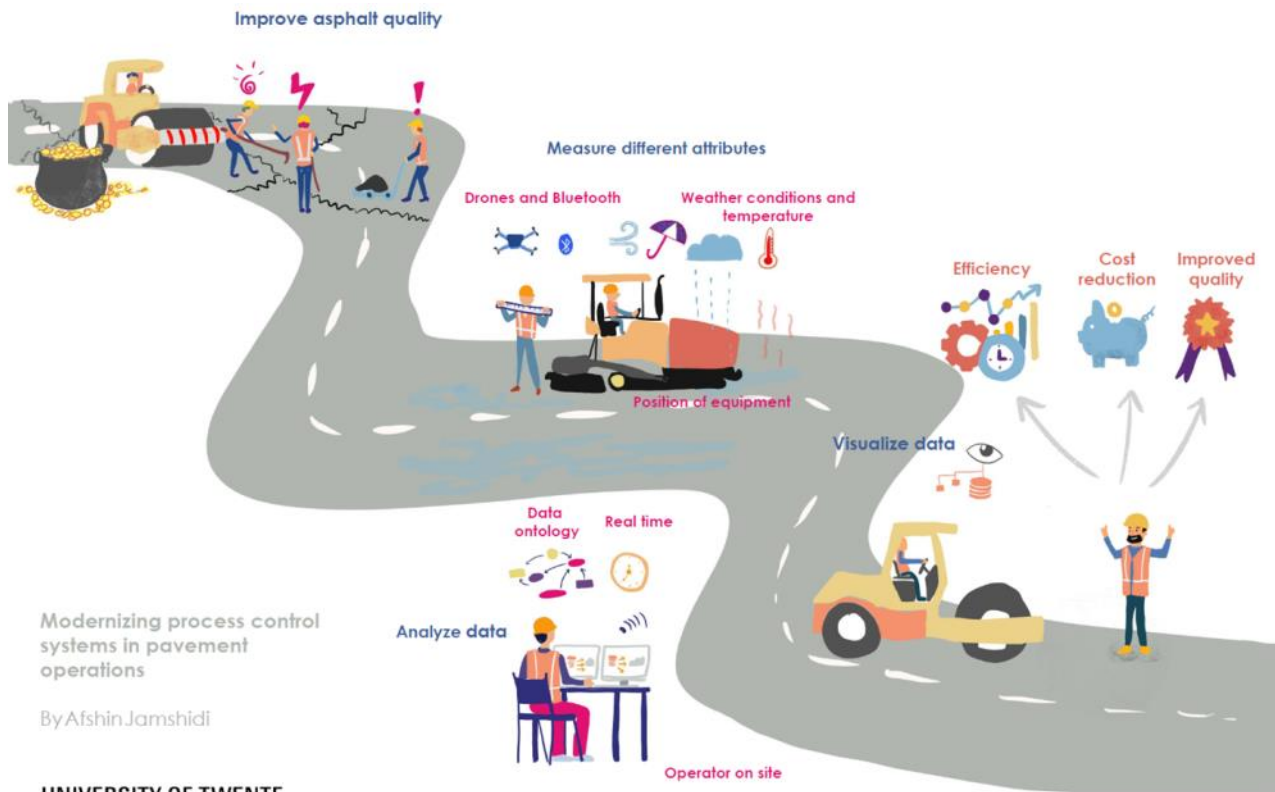 Improve asphalt quality
Measure different attributes
Drones and Bluetooth
Weather conditions and
temperature
Position of equipment
Efficiency
Cost
reduction
Improved
quality
Visualize data
Data
ontology
Real time
Analyze data
Operator on site
Modernizing process control
systems in pavement
operations
By Afshin Jamshidi
UNIVERSITY OF TWENTE